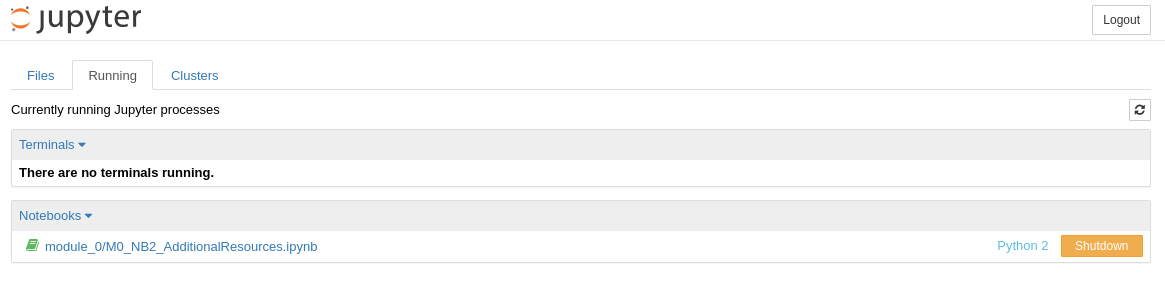 jupyter
Logout
Files Running Clusters
Currently running Jupyter processes
Terminals
There are no terminals running.
Notebooks
module_0/M0_NB2_AdditionalResources.ipynb Python 2 Shutdown